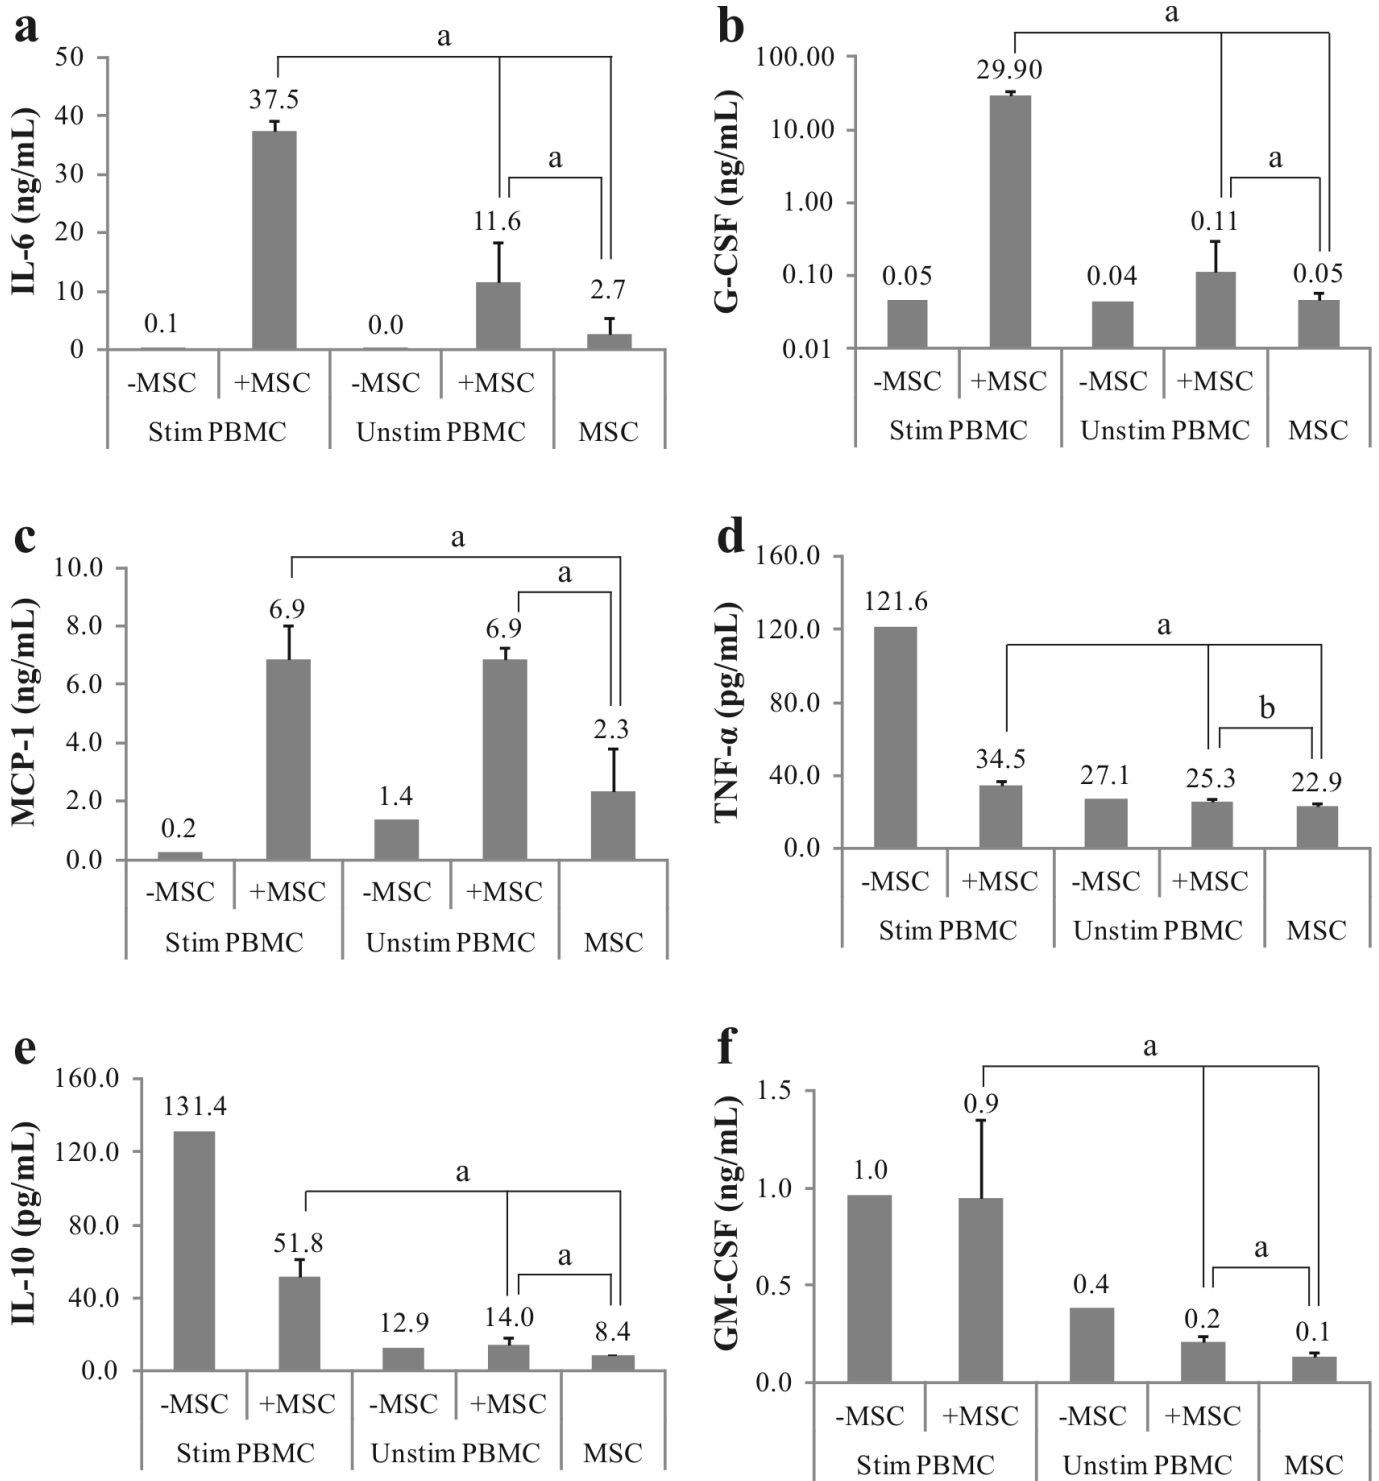 a
IL-6 (ng/mL)
50
40
30
20
10
0
a
a
0.1
37.5
0.0
11.6
2.7
-MSC +MSC -MSC +MSC
Stim PBMC Unstim PBMC MSC
b
G-CSF (ng/mL)
100.00
10.00
1.00
0.10
0.01
a
a
0.05
29.90
0.04
0.11
0.05
-MSC +MSC -MSC +MSC
Stim PBMC Unstim PBMC MSC
c
MCP-1 (ng/mL)
10.0
8.0
6.0
4.0
2.0
0.0
a
a
0.2
6.9
1.4
6.9
2.3
-MSC +MSC -MSC +MSC
Stim PBMC Unstim PBMC MSC
d
TNF-α (pg/mL)
160.0
120.0
80.0
40.0
0.0
a
b
121.6
34.5
27.1
25.3
22.9
-MSC +MSC -MSC +MSC
Stim PBMC Unstim PBMC MSC
e
IL-10 (pg/mL)
160.0
120.0
80.0
40.0
0.0
a
a
131.4
51.8
12.9
14.0
8.4
-MSC +MSC -MSC +MSC
Stim PBMC Unstim PBMC MSC
f
GM-CSF (ng/mL)
1.5
1.0
0.5
0.0
a
a
1.0
0.9
0.4
0.2
0.1
-MSC +MSC -MSC +MSC
Stim PBMC Unstim PBMC MSC